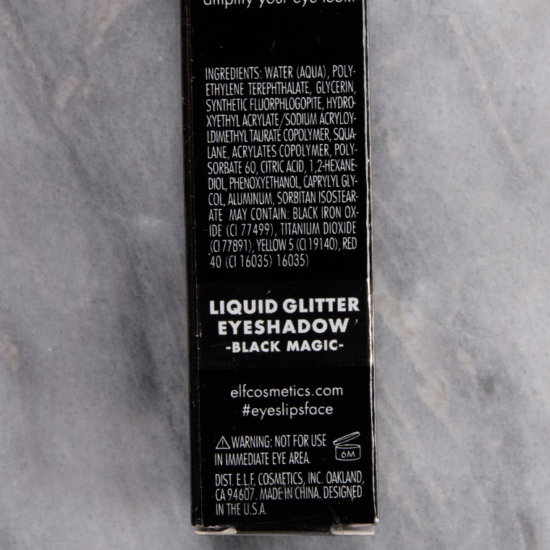 amplify your eye look.
INGREDIENTS: WATER (AQUA), POLY-
ETHYLENE TEREPHTHALATE, GLYCERIN,
SYNTHETIC FLUORPHLOGOPITE, HYDRO-
XYETHYL ACRYLATE/SODIUM ACRYLOY-
LDIMETHYL TAURATE COPOLYMER, SQUA-
LANE, ACRYLATES COPOLYMER, POLY-
SORBATE 60, CITRIC ACID, 1,2-HEXANE-
DIOL, PHENOXYETHANOL, CAPRYLYL GLY-
COL, ALUMINUM, SORBITAN ISOSTEAR-
ATE MAY CONTAIN: BLACK IRON OX-
IDE (CI 77499), TITANIUM DIOXIDE
(CI 77891), YELLOW 5 (CI 19140), RED
40 (CI 16035) 16035)
LIQUID GLITTER
EYESHADOW
-BLACK MAGIC-
elfcosmetics.com
#eyeslipsface
WARNING: NOT FOR USE
IN IMMEDIATE EYE AREA
6M
DIST. E.L.F. COSMETICS, INC. OAKLAND,
CA 94607. MADE IN CHINA. DESIGNED
IN THE U.S.A.